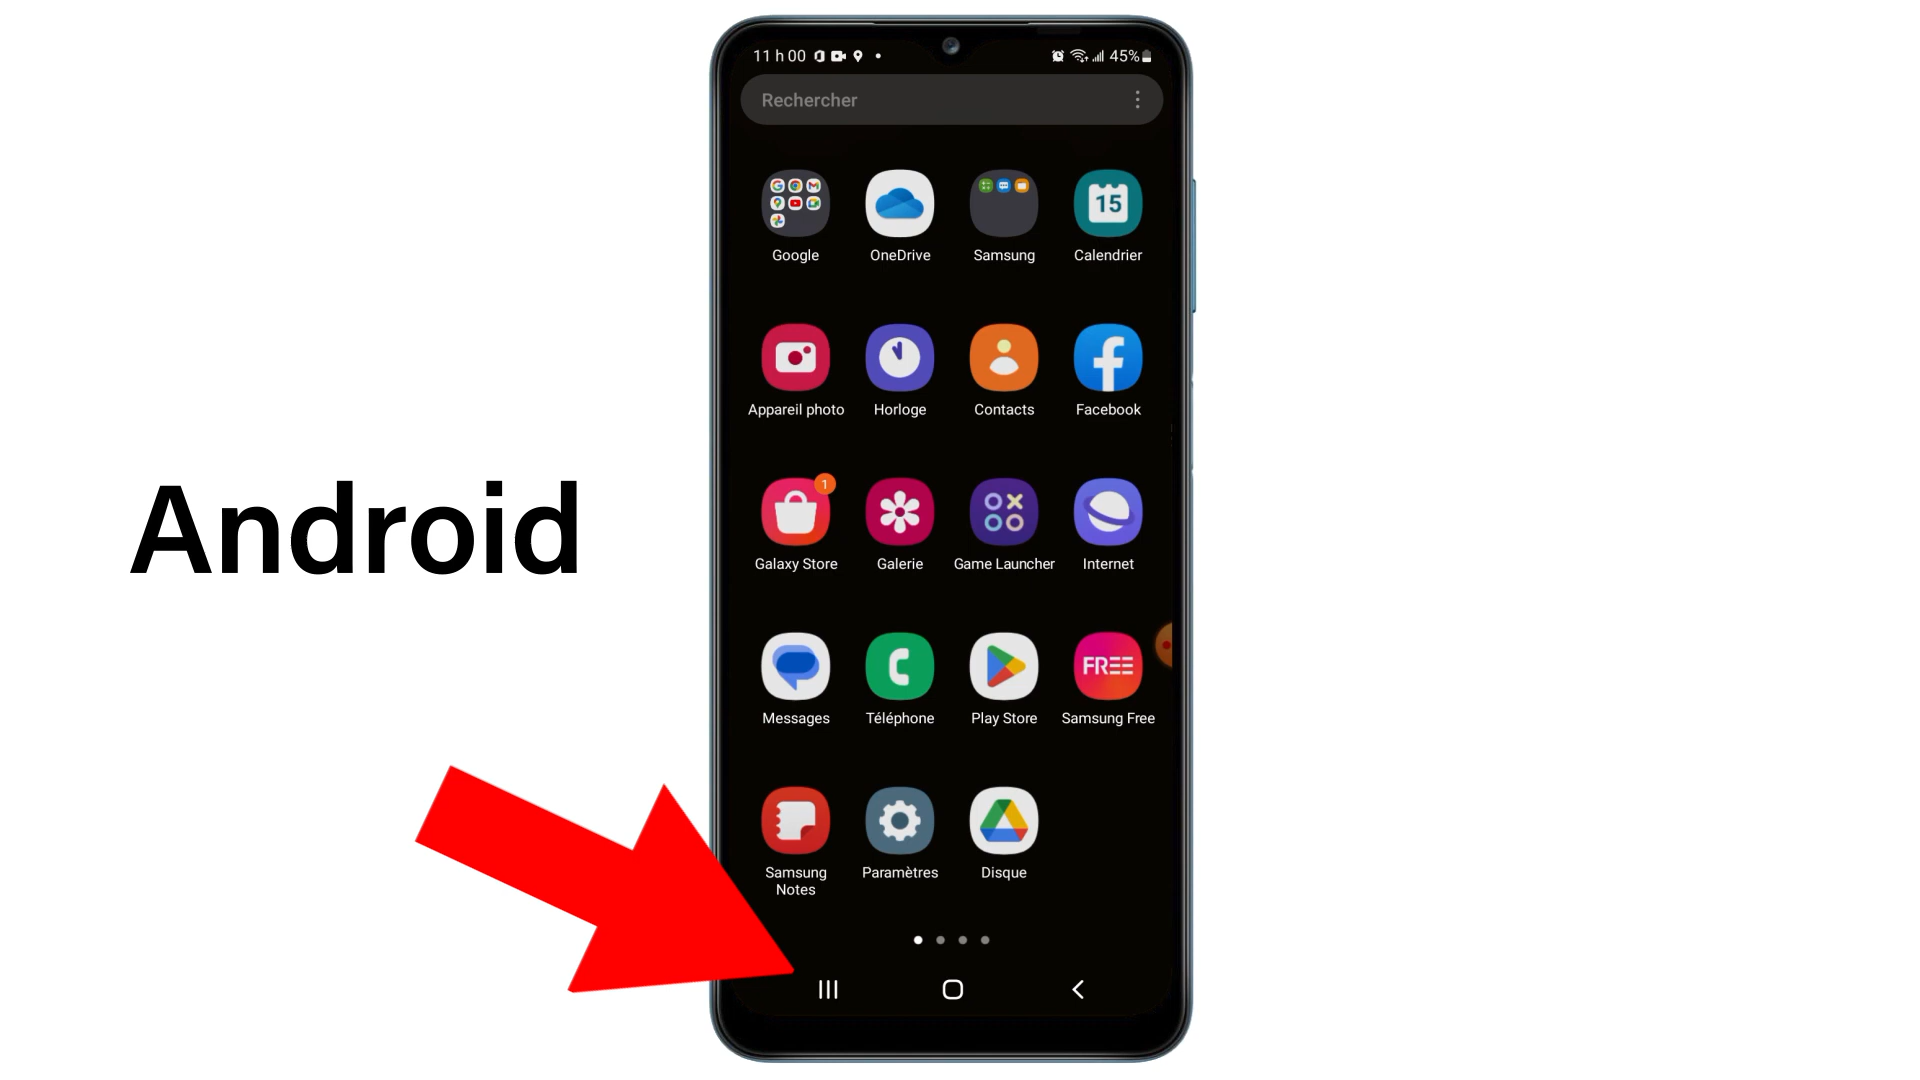 Android
11 h 00
45%
Rechercher
15
Google
OneDrive
Samsung
Calendrier
Appareil photo
Horloge
Contacts
Facebook
1
Galaxy Store
Galerie
Game Launcher
Internet
FREE
Messages
Téléphone
Play Store
Samsung Free
Samsung
Notes
Paramètres
Disque